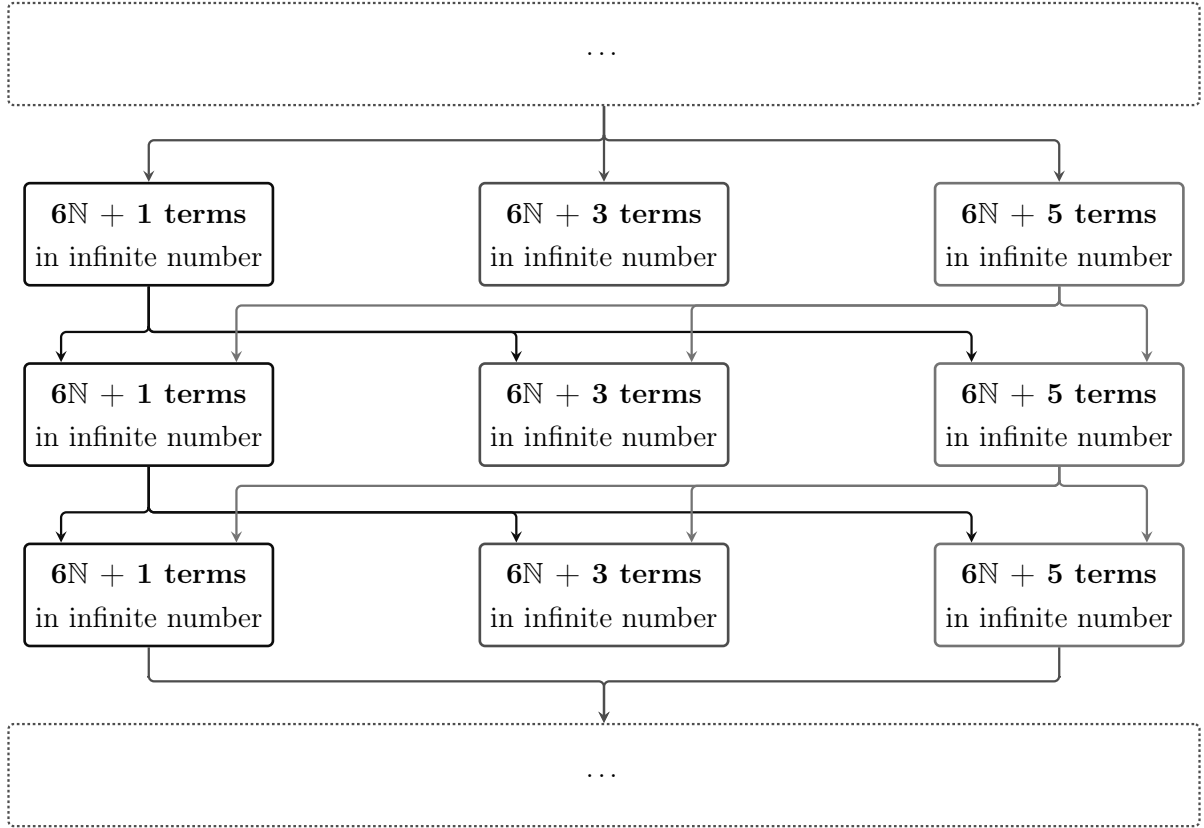 ...
6ℕ + 1 terms
in infinite number
6ℕ + 3 terms
in infinite number
6ℕ + 5 terms
in infinite number
6ℕ + 1 terms
in infinite number
6ℕ + 3 terms
in infinite number
6ℕ + 5 terms
in infinite number
6ℕ + 1 terms
in infinite number
6ℕ + 3 terms
in infinite number
6ℕ + 5 terms
in infinite number
...